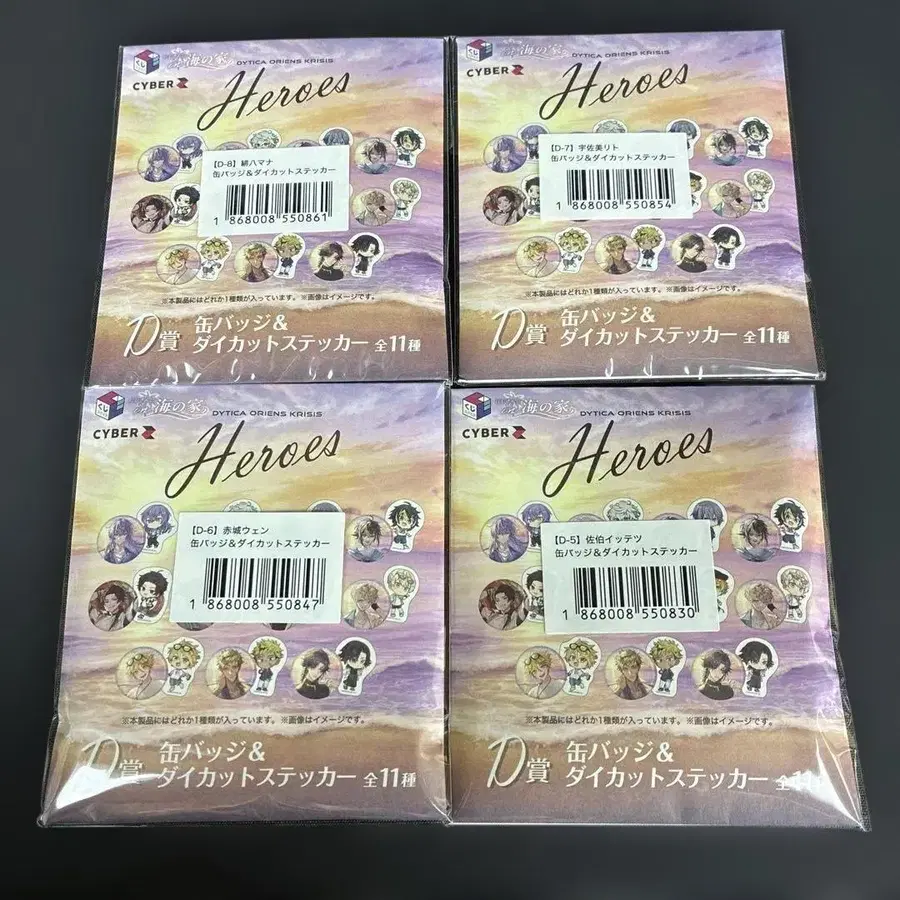 くじ
海の家
DYTICA ORIENS KRISIS
CYBER Z
Heroes
【D-8】緋八マナ
缶バッジ&ダイカットステッカー
1 868008 550861
※本製品にはどれか1種類が入っています。※画像はイメージです。
D賞 缶バッジ&
ダイカットステッカー 全11種
海の家
DYTICA ORIENS KRISIS
CYBER Z
Heroes
【D-7】宇佐美リト
缶バッジ&ダイカットステッカー
1 868008 550854
※本製品にはどれか1種類が入っています。※画像はイメージです。
D賞 缶バッジ&
ダイカットステッカー 全11種
くじ
海の家
DYTICA ORIENS KRISIS
CYBER Z
Heroes
【D-6】赤城ウェン
缶バッジ&ダイカットステッカー
1 868008 550847
※本製品にはどれか1種類が入っています。※画像はイメージです。
D賞 缶バッジ&
ダイカットステッカー 全11種
くじ
海の家
DYTICA ORIENS KRISIS
CYBER Z
Heroes
【D-5】佐伯イッテツ
缶バッジ&ダイカットステッカー
1 868008 550830
※本製品にはどれか1種類が入っています。※画像はイメージです。
D賞 缶バッジ&
ダイカットステッカー 全11種